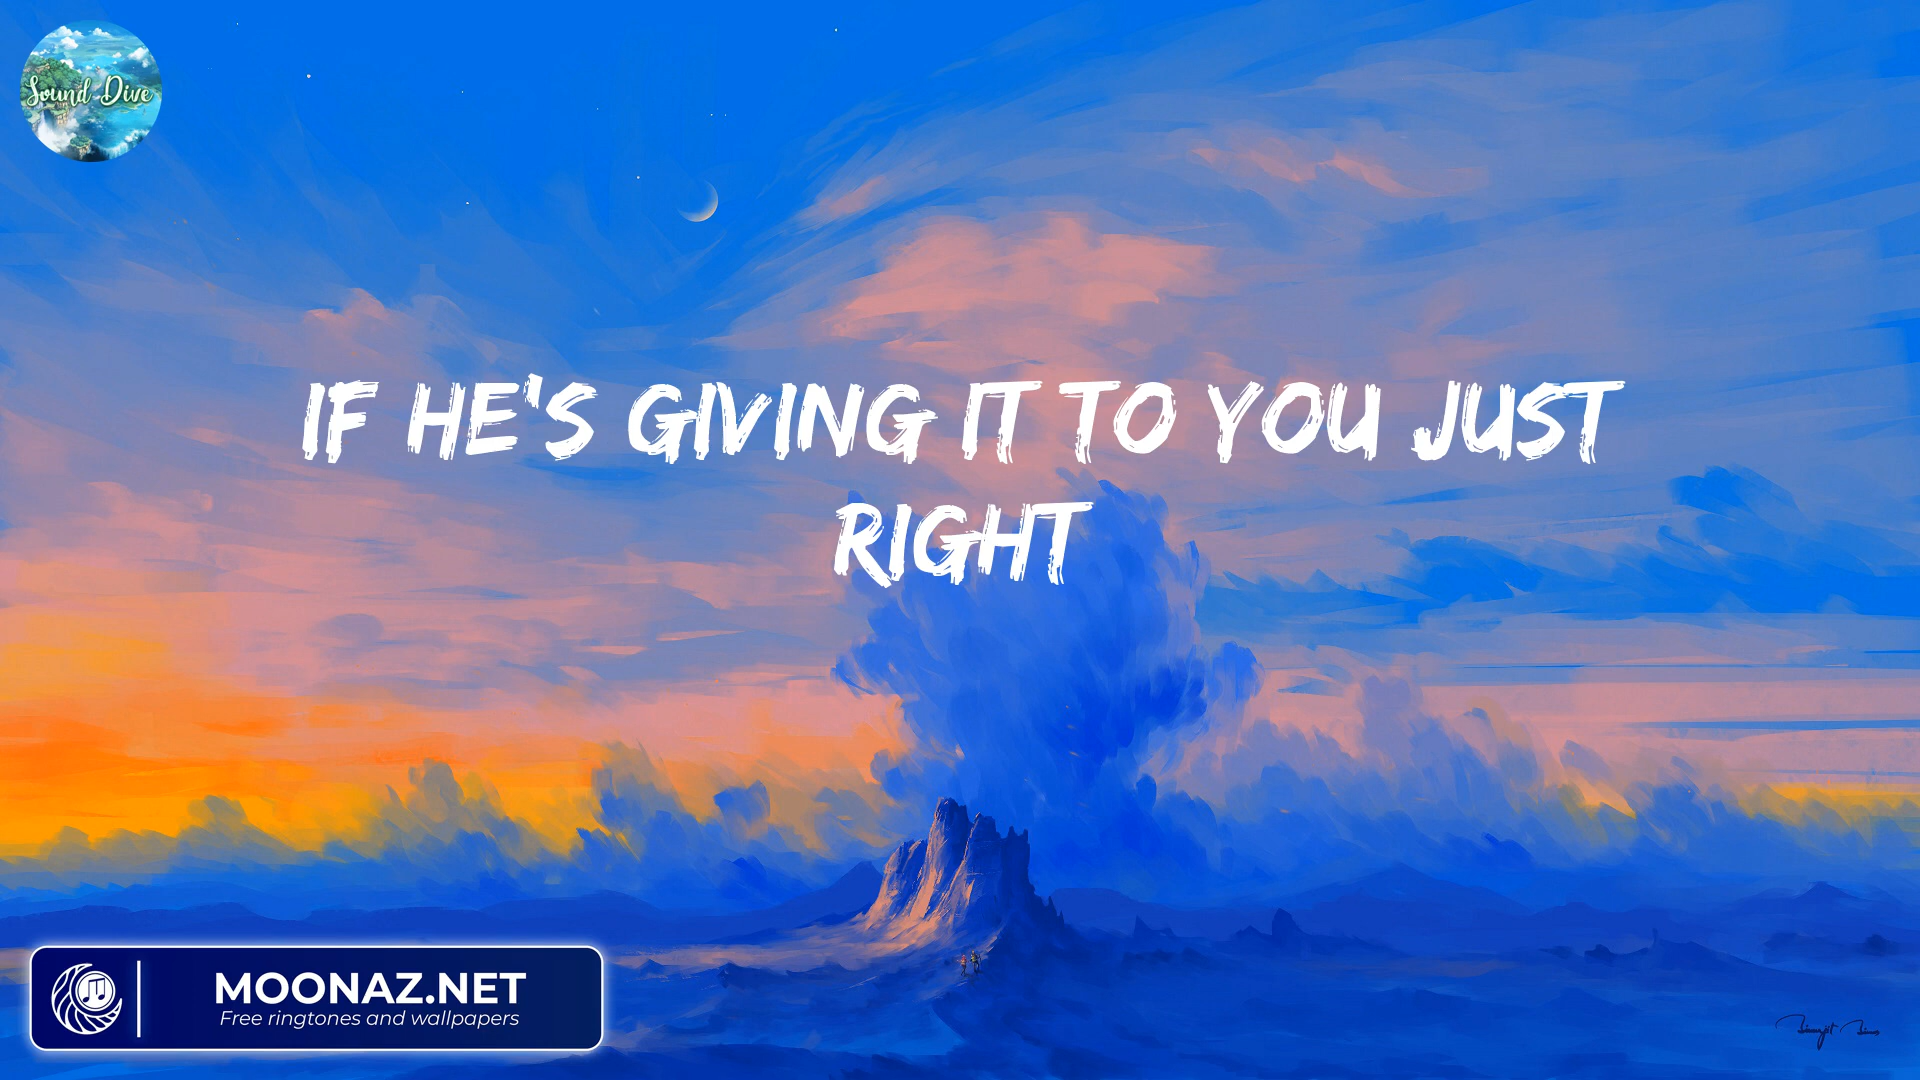 Sound Dive
IF HE'S GIVING IT TO YOU JUST
RIGHT
MOONAZ.NET
Free ringtones and wallpapers